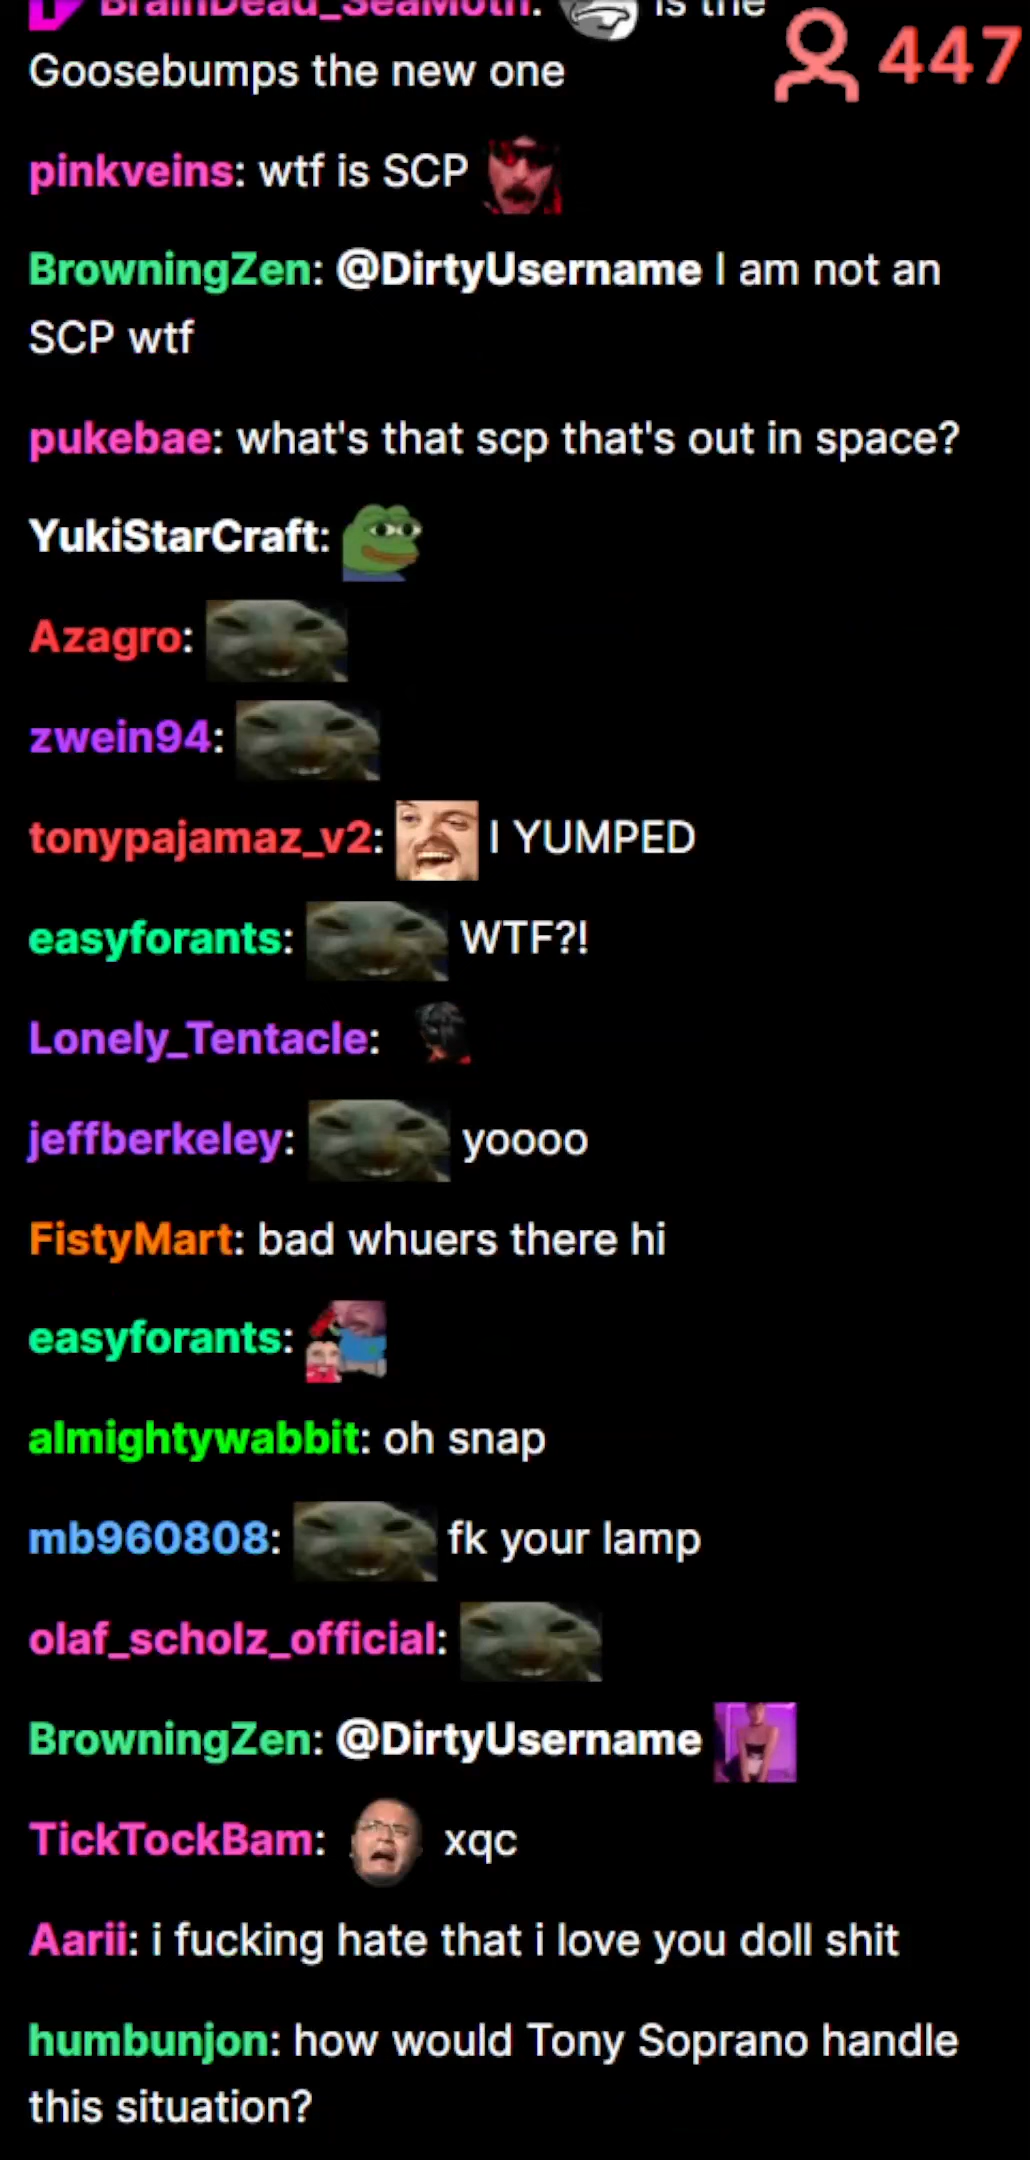 BrainDead_SeaMoth: is the
Goosebumps the new one
447
pinkveins: wtf is SCP
BrowningZen: @DirtyUsername I am not an
SCP wtf
pukebae: what's that scp that's out in space?
YukiStarCraft:
Azagro:
zwein94:
tonypajamaz_v2: I YUMPED
easyforants: WTF?!
Lonely_Tentacle:
jeffberkeley: yoooo
FistyMart: bad whuers there hi
easyforants:
almightywabbit: oh snap
mb960808: fk your lamp
olaf_scholz_official:
BrowningZen: @DirtyUsername
TickTockBam: xqc
Aarii: i fucking hate that i love you doll shit
humbunjon: how would Tony Soprano handle
this situation?